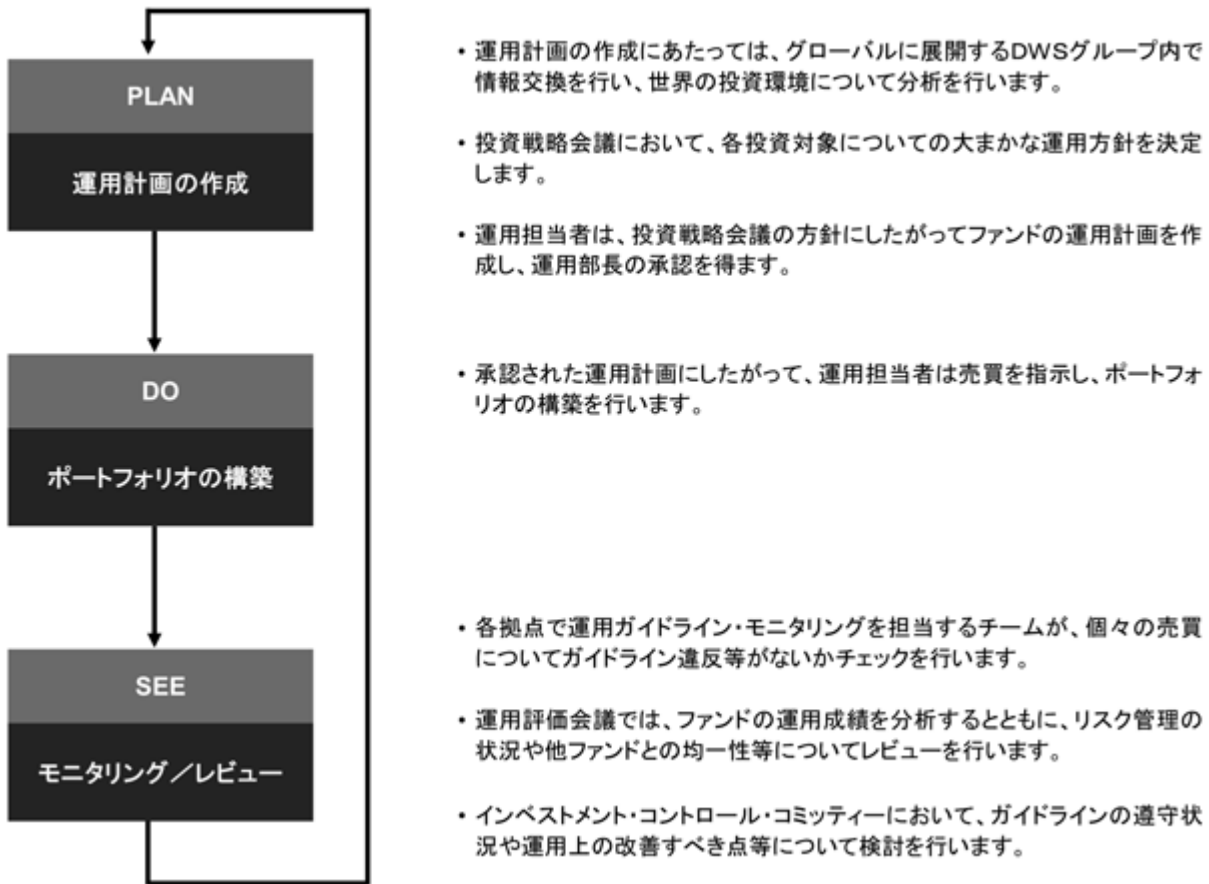 PLAN
運用計画の作成
・運用計画の作成にあたっては、グローバルに展開するDWSグループ内で
情報交換を行い、世界の投資環境について分析を行います。
・投資戦略会議において、各投資対象についての大まかな運用方針を決定
します。
・運用担当者は、投資戦略会議の方針にしたがってファンドの運用計画を作
成し、運用部長の承認を得ます。
DO
ポートフォリオの構築
・承認された運用計画にしたがって、運用担当者は売買を指示し、ポートフォ
リオの構築を行います。
SEE
モニタリング／レビュー
・各拠点で運用ガイドライン・モニタリングを担当するチームが、個々の売買
についてガイドライン違反等がないかチェックを行います。
・運用評価会議では、ファンドの運用成績を分析するとともに、リスク管理の
状況や他ファンドとの均一性等についてレビューを行います。
・インベストメント・コントロール・コミッティーにおいて、ガイドラインの遵守状
況や運用上の改善すべき点等について検討を行います。